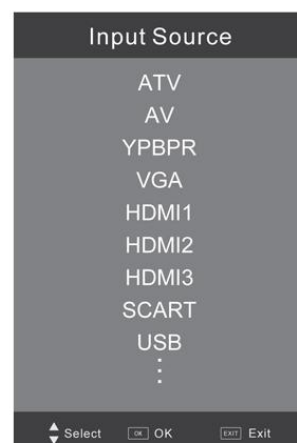 Input Source
ATV
AV
YPBPR
VGA
HDMI1
HDMI2
HDMI3
SCART
USB
⋮
Select OK OK EXIT Exit